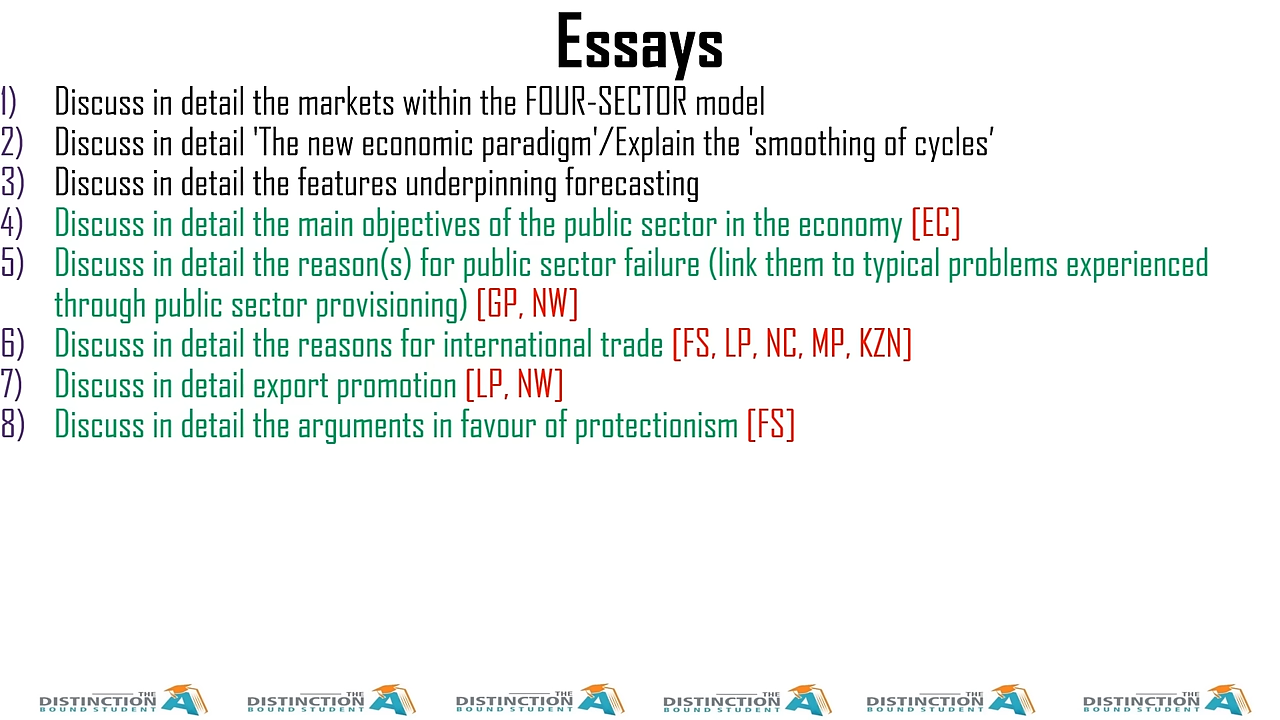 Essays
1) Discuss in detail the markets within the FOUR-SECTOR model
2) Discuss in detail 'The new economic paradigm'/Explain the 'smoothing of cycles’
3) Discuss in detail the features underpinning forecasting
4) Discuss in detail the main objectives of the public sector in the economy [EC]
5) Discuss in detail the reason(s) for public sector failure (link them to typical problems experienced
through public sector provisioning) [GP, NW]
6) Discuss in detail the reasons for international trade [FS, LP, NC, MP, KZN]
7) Discuss in detail export promotion [LP, NW]
8) Discuss in detail the arguments in favour of protectionism [FS]
THE DISTINCTION BOUND STUDENT A
THE DISTINCTION BOUND STUDENT A
THE DISTINCTION BOUND STUDENT A
THE DISTINCTION BOUND STUDENT A
THE DISTINCTION BOUND STUDENT A
THE DISTINCTION BOUND STUDENT A